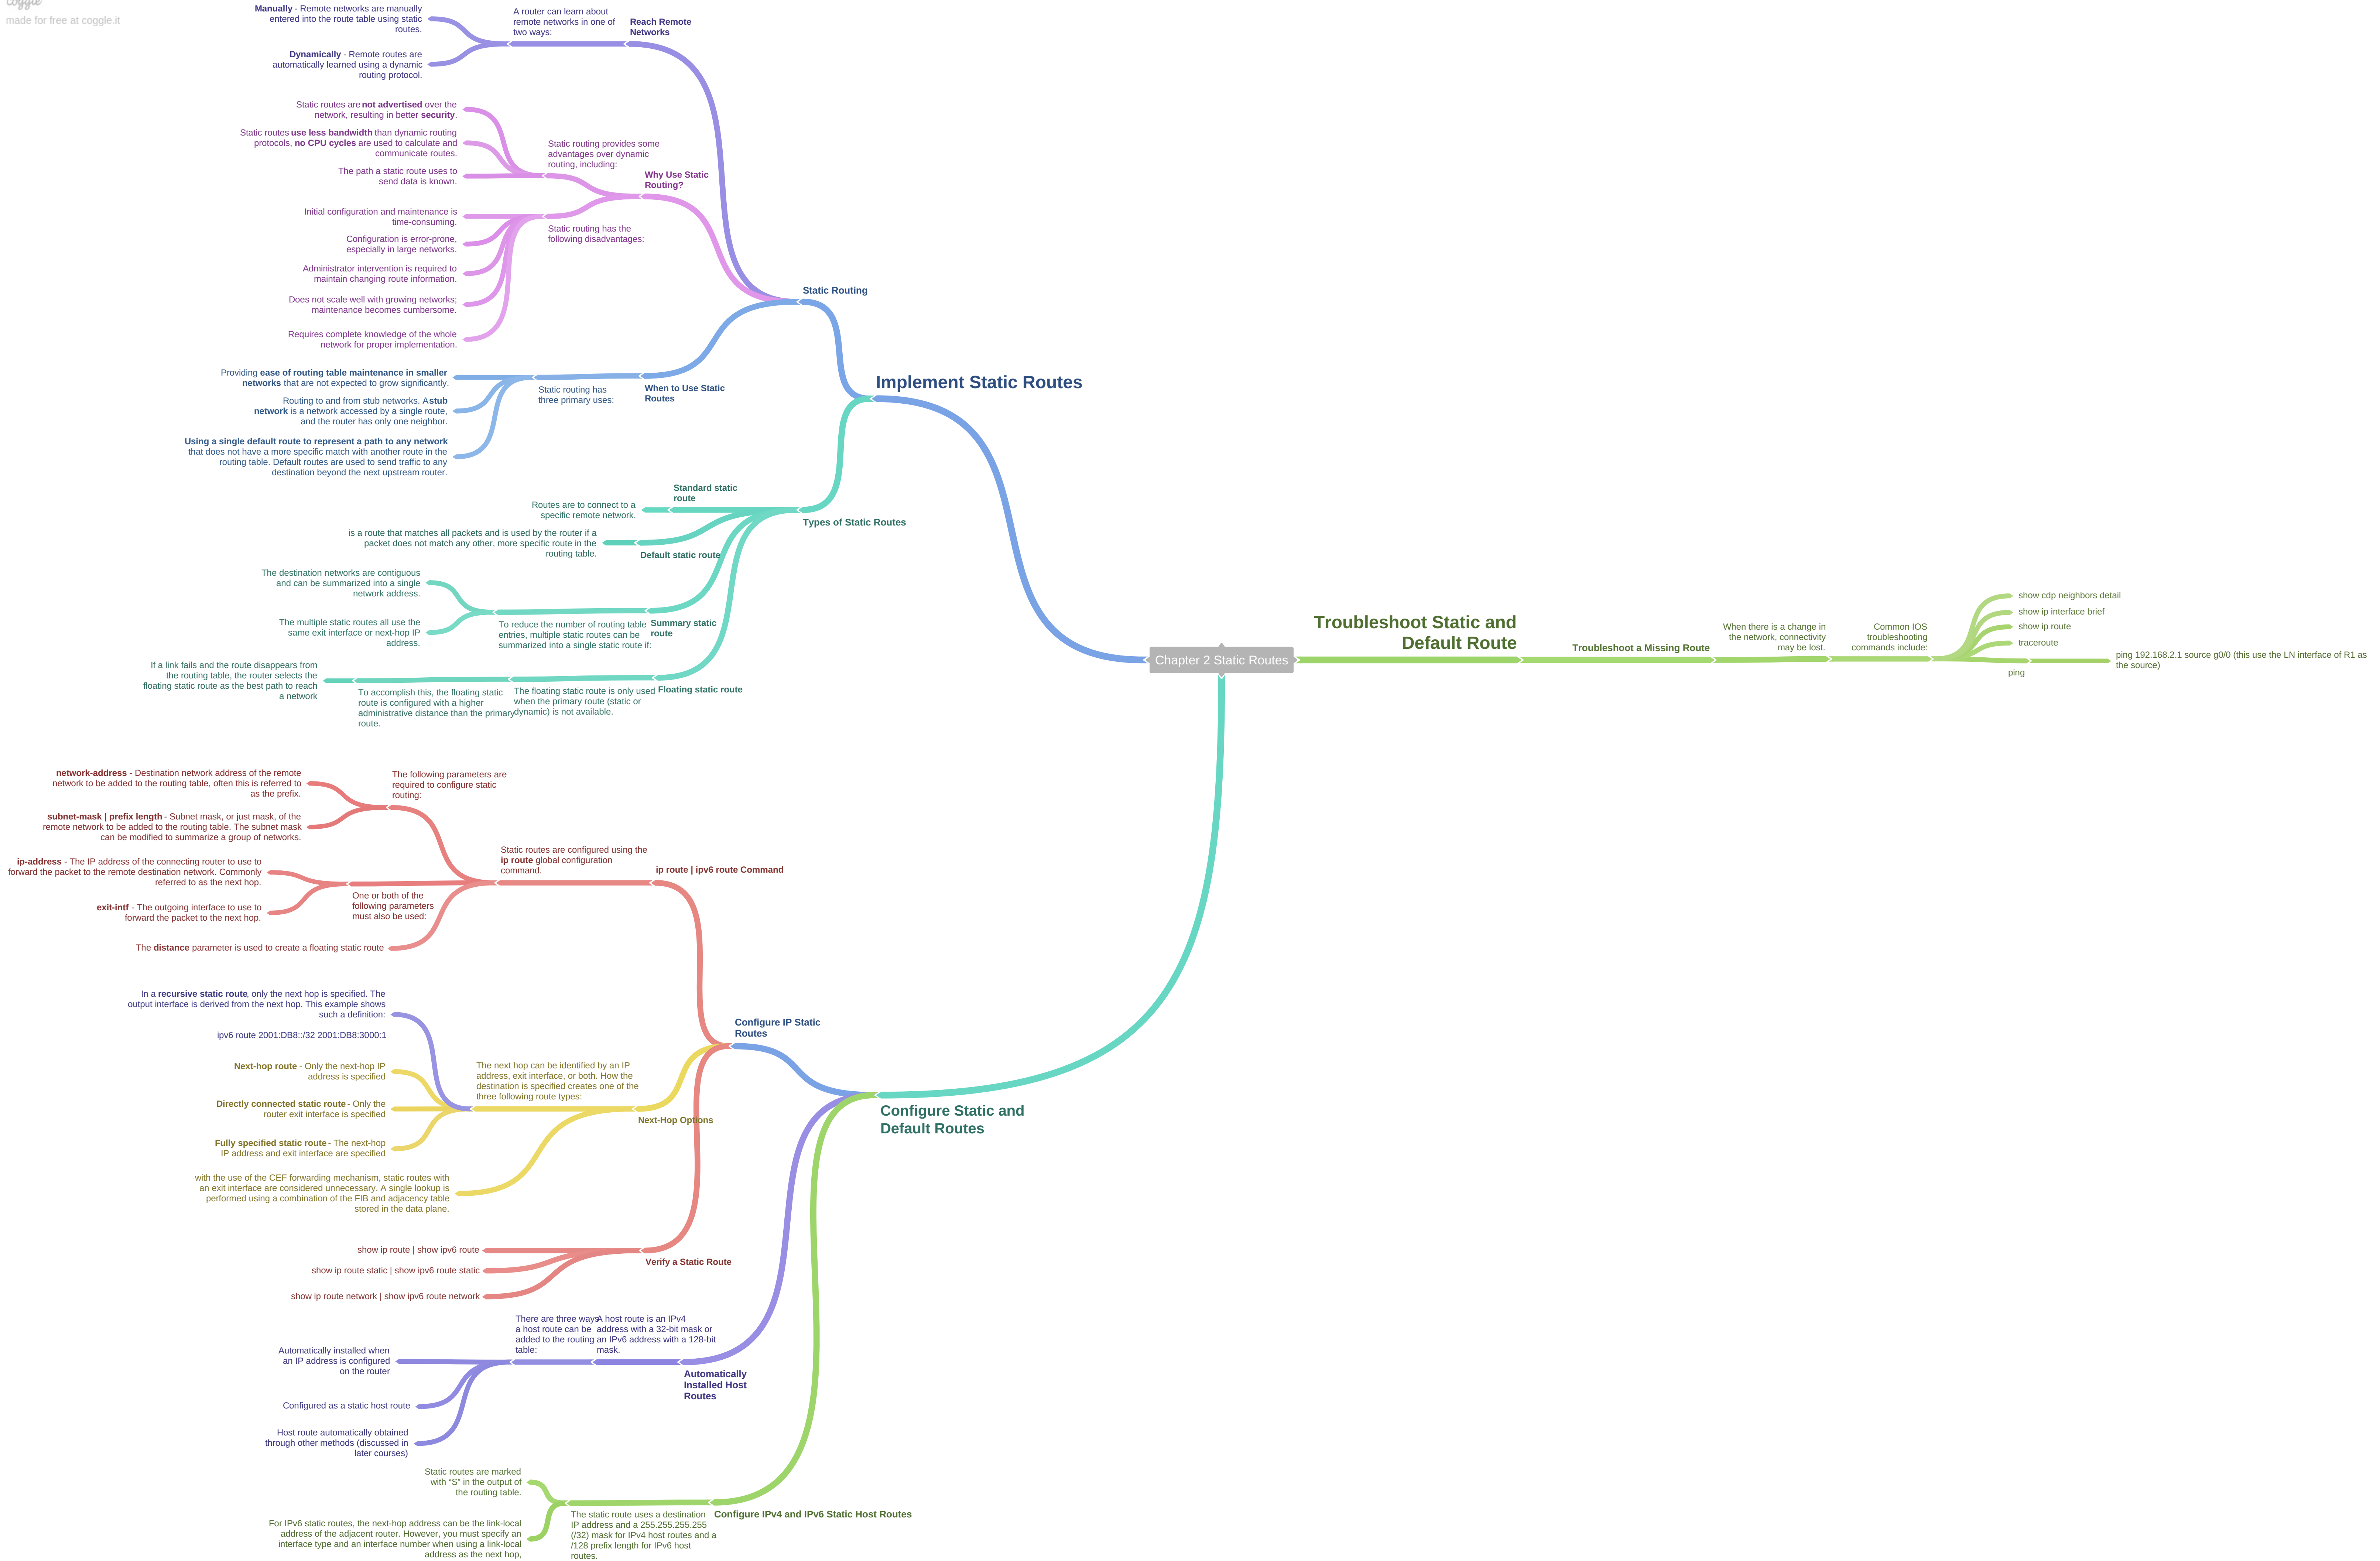 coggle
made for free at coggle.it
Manually - Remote networks are manually
entered into the route table using static
routes.
Dynamically - Remote routes are
automatically learned using a dynamic
routing protocol.
A router can learn about
remote networks in one of
two ways:
Reach Remote
Networks
Static routes are not advertised over the
network, resulting in better security.
Static routes use less bandwidth than dynamic routing
protocols, no CPU cycles are used to calculate and
communicate routes.
The path a static route uses to
send data is known.
Static routing provides some
advantages over dynamic
routing, including:
Why Use Static
Routing?
Initial configuration and maintenance is
time-consuming.
Configuration is error-prone,
especially in large networks.
Administrator intervention is required to
maintain changing route information.
Does not scale well with growing networks;
maintenance becomes cumbersome.
Requires complete knowledge of the whole
network for proper implementation.
Static routing has the
following disadvantages:
Static Routing
Providing ease of routing table maintenance in smaller
networks that are not expected to grow significantly.
Routing to and from stub networks. A stub
network is a network accessed by a single route,
and the router has only one neighbor.
Using a single default route to represent a path to any network
that does not have a more specific match with another route in the
routing table. Default routes are used to send traffic to any
destination beyond the next upstream router.
Static routing has
three primary uses:
When to Use Static
Routes
Implement Static Routes
Standard static
route
Routes are to connect to a
specific remote network.
Types of Static Routes
is a route that matches all packets and is used by the router if a
packet does not match any other, more specific route in the
routing table.
Default static route
The destination networks are contiguous
and can be summarized into a single
network address.
The multiple static routes all use the
same exit interface or next-hop IP
address.
To reduce the number of routing table
entries, multiple static routes can be
summarized into a single static route if:
Summary static
route
If a link fails and the route disappears from
the routing table, the router selects the
floating static route as the best path to reach
a network
To accomplish this, the floating static
route is configured with a higher
administrative distance than the primary
route.
The floating static route is only used
when the primary route (static or
dynamic) is not available.
Floating static route
Chapter 2 Static Routes
Troubleshoot Static and
Default Route
Troubleshoot a Missing Route
When there is a change in
the network, connectivity
may be lost.
Common IOS
troubleshooting
commands include:
show cdp neighbors detail
show ip interface brief
show ip route
traceroute
ping
ping 192.168.2.1 source g0/0 (this use the LN interface of R1 as
the source)
network-address - Destination network address of the remote
network to be added to the routing table, often this is referred to
as the prefix.
subnet-mask | prefix length - Subnet mask, or just mask, of the
remote network to be added to the routing table. The subnet mask
can be modified to summarize a group of networks.
The following parameters are
required to configure static
routing:
ip-address - The IP address of the connecting router to use to
forward the packet to the remote destination network. Commonly
referred to as the next hop.
exit-intf - The outgoing interface to use to
forward the packet to the next hop.
One or both of the
following parameters
must also be used:
The distance parameter is used to create a floating static route
Static routes are configured using the
ip route global configuration
command.
ip route | ipv6 route Command
In a recursive static route, only the next hop is specified. The
output interface is derived from the next hop. This example shows
such a definition:
ipv6 route 2001:DB8::/32 2001:DB8:3000:1
Next-hop route - Only the next-hop IP
address is specified
Directly connected static route - Only the
router exit interface is specified
Fully specified static route - The next-hop
IP address and exit interface are specified
The next hop can be identified by an IP
address, exit interface, or both. How the
destination is specified creates one of the
three following route types:
Next-Hop Options
with the use of the CEF forwarding mechanism, static routes with
an exit interface are considered unnecessary. A single lookup is
performed using a combination of the FIB and adjacency table
stored in the data plane.
Configure IP Static
Routes
show ip route | show ipv6 route
show ip route static | show ipv6 route static
show ip route network | show ipv6 route network
Verify a Static Route
Configure Static and
Default Routes
Automatically installed when
an IP address is configured
on the router
Configured as a static host route
Host route automatically obtained
through other methods (discussed in
later courses)
There are three ways
a host route can be
added to the routing
table:
A host route is an IPv4
address with a 32-bit mask or
an IPv6 address with a 128-bit
mask.
Automatically
Installed Host
Routes
Static routes are marked
with “S” in the output of
the routing table.
For IPv6 static routes, the next-hop address can be the link-local
address of the adjacent router. However, you must specify an
interface type and an interface number when using a link-local
address as the next hop,
The static route uses a destination
IP address and a 255.255.255.255
(/32) mask for IPv4 host routes and a
/128 prefix length for IPv6 host
routes.
Configure IPv4 and IPv6 Static Host Routes